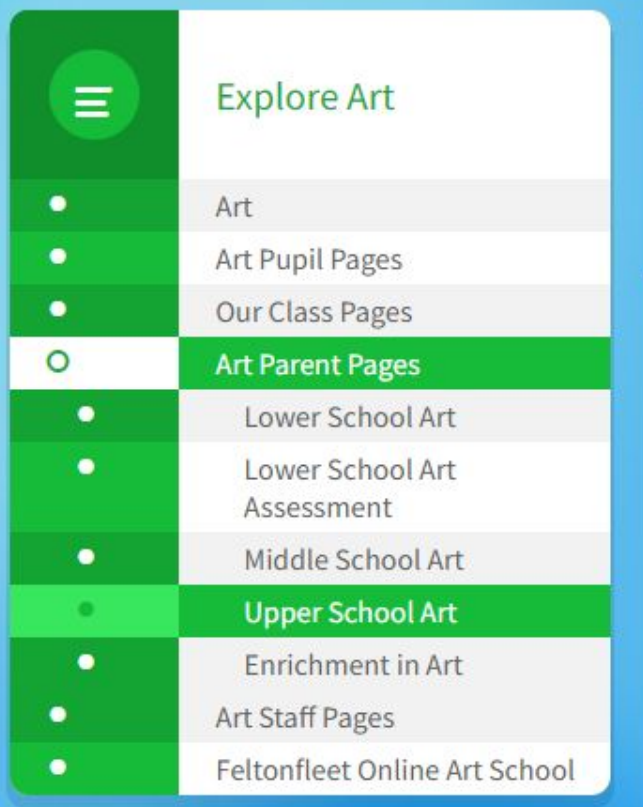 Explore Art
Art
Art Pupil Pages
Our Class Pages
Art Parent Pages
Lower School Art
Lower School Art
Assessment
Middle School Art
Upper School Art
Enrichment in Art
Art Staff Pages
Feltonfleet Online Art School